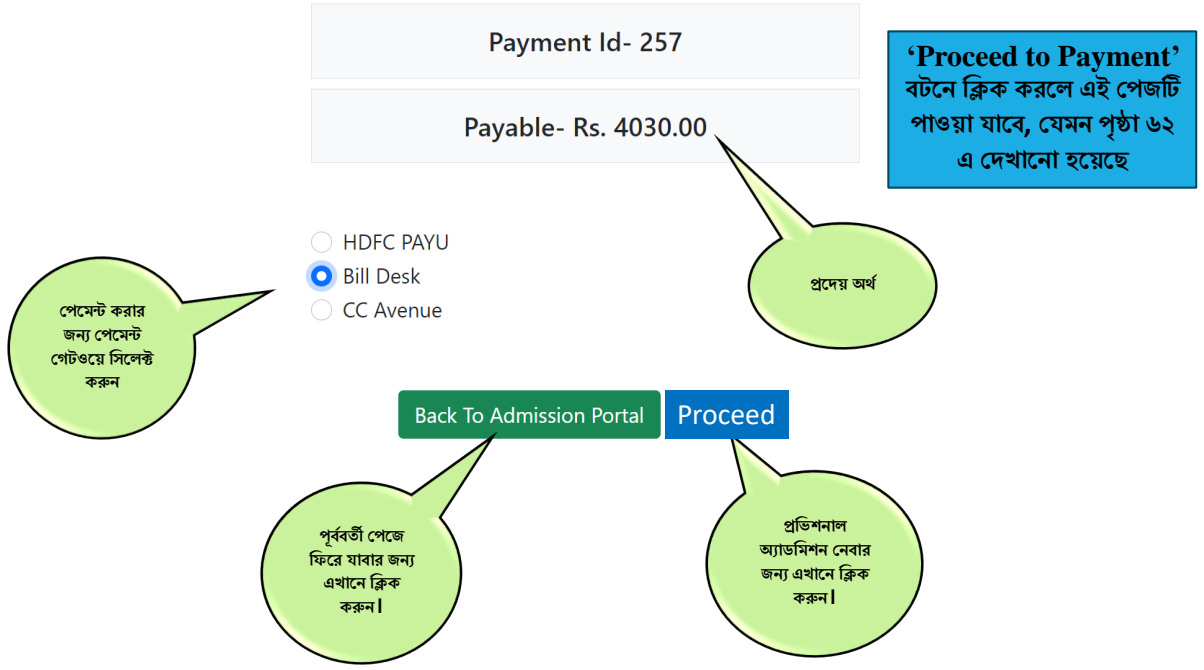 Payment Id- 257
‘Proceed to Payment’
বটনে ক্লিক করলে এই পেজটি
পাওয়া যাবে, যেমন পৃষ্ঠা ৬২
এ দেখানো হয়েছে
Payable- Rs. 4030.00
HDFC PAYU
Bill Desk
CC Avenue
প্রদেয় অর্থ
পেমেন্ট করার
জন্য পেমেন্ট
গেটওয়ে সিলেক্ট
করুন
Back To Admission Portal
Proceed
পূর্ববর্তী পেজে
ফিরে যাবার জন্য
এখানে ক্লিক
করুন।
প্রভিশনাল
অ্যাডমিশন নেবার
জন্য এখানে ক্লিক
করুন।